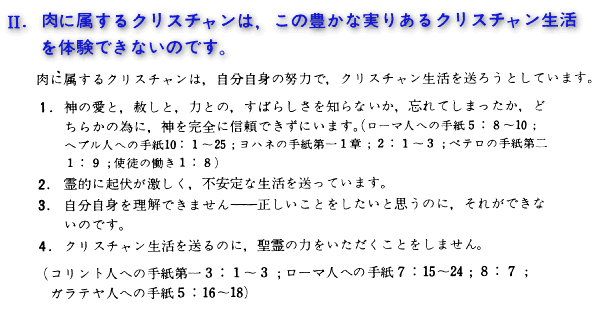 II. 肉に属するクリスチャンは，この豊かな実りあるクリスチャン生活
を体験できないのです。
肉に属するクリスチャンは，自分自身の努力で，クリスチャン生活を送ろうとしています。
1. 神の愛と，赦しと，力との，すばらしさを知らないか，忘れてしまったか，ど
ちらかの為に，神を完全に信頼できずにいます。(ローマ人への手紙5：8～10；
ヘブル人への手紙10：1～25；ヨハネの手紙第一1章；2：1～3；ペテロの手紙第二
1：9；使徒の働き1：8）
2. 霊的に起伏が激しく，不安定な生活を送っています。
3. 自分自身を理解できません──正しいことをしたいと思うのに，それができな
いのです。
4. クリスチャン生活を送るのに，聖霊の力をいただくことをしません。
（コリント人への手紙第一3：1～3；ローマ人への手紙7：15～24；8：7；
ガラテヤ人への手紙5：16～18）